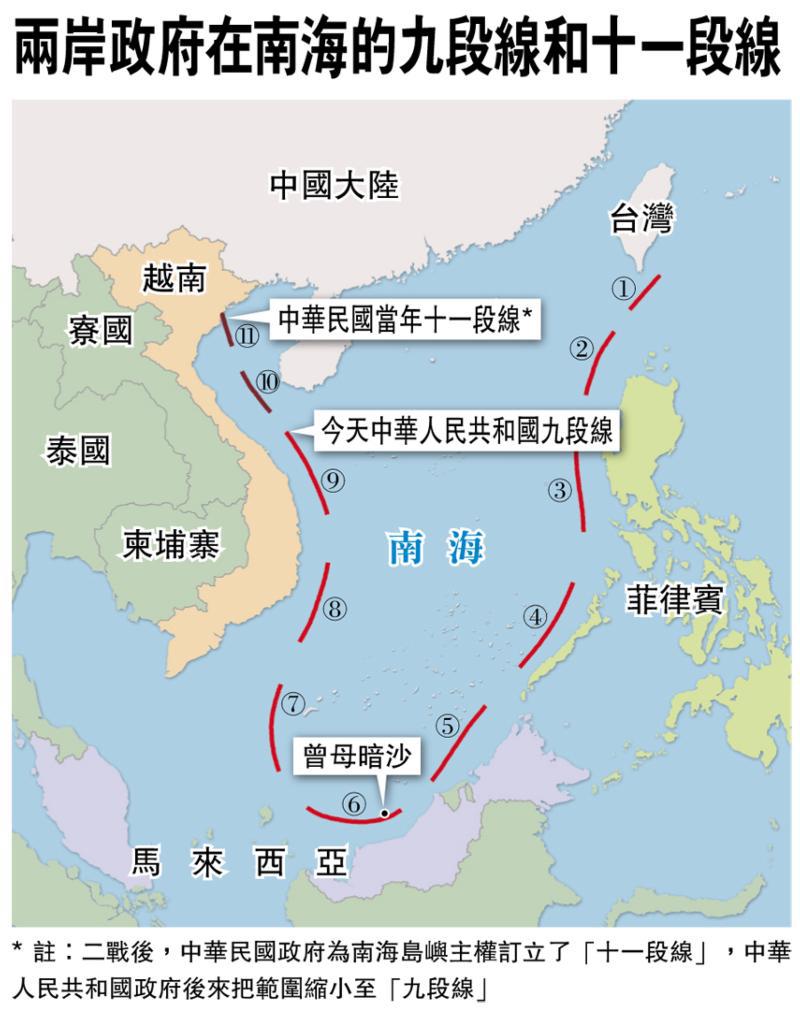 兩岸政府在南海的九段線和十一段線
中國大陸
台灣
越南
①
寮國
中華民國當年十一段線*
⑪
②
⑩
今天中華人民共和國九段線
泰國
⑨
③
柬埔寨
南海
菲律賓
⑧
④
⑦
⑤
曾母暗沙
⑥
馬來西亞
* 註：二戰後，中華民國政府為南海島嶼主權訂立了「十一段線」，中華
人民共和國政府後來把範圍縮小至「九段線」